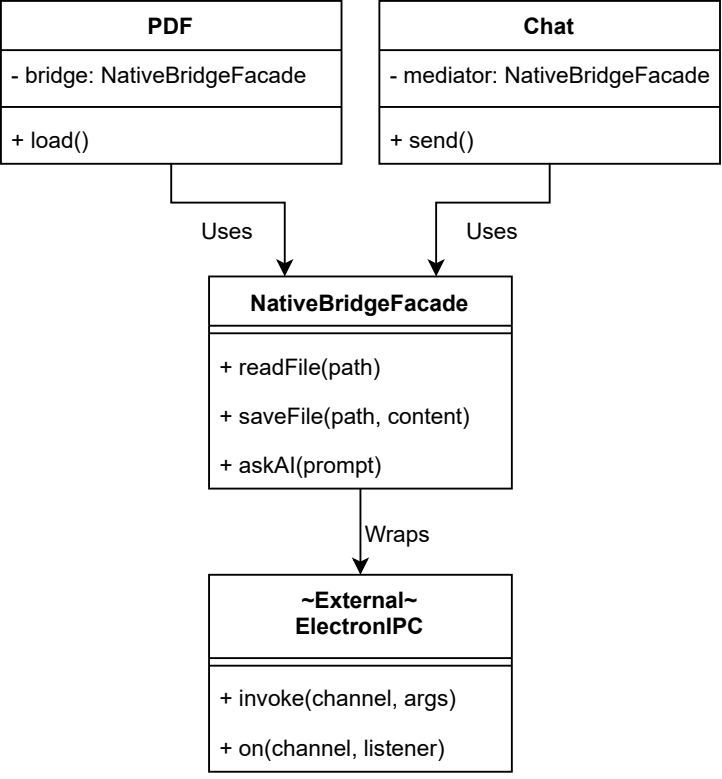 PDF
- bridge: NativeBridgeFacade
+ load()
Chat
- mediator: NativeBridgeFacade
+ send()
Uses
Uses
NativeBridgeFacade
+ readFile(path)
+ saveFile(path, content)
+ askAI(prompt)
Wraps
~External~
ElectronIPC
+ invoke(channel, args)
+ on(channel, listener)